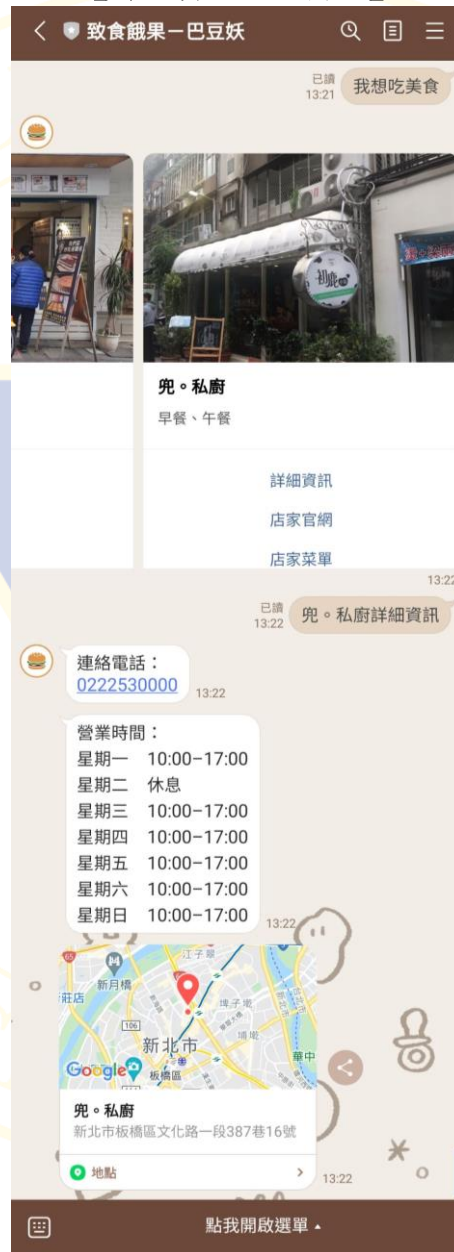 致食餓果－巴豆妖
已讀
13:21
我想吃美食
兜。私廚
早餐、午餐
詳細資訊
店家官網
店家菜單
13:22
已讀
13:22
兜。私廚詳細資訊
連絡電話：
0222530000
13:22
營業時間：
星期一 10:00–17:00
星期二 休息
星期三 10:00–17:00
星期四 10:00–17:00
星期五 10:00–17:00
星期六 10:00–17:00
星期日 10:00–17:00
13:22
65
江子翠
新月橋
106
新北市
Google
板橋區
華中
兜。私廚
新北市板橋區文化路一段387巷16號
地點
13:22
點我開啟選單